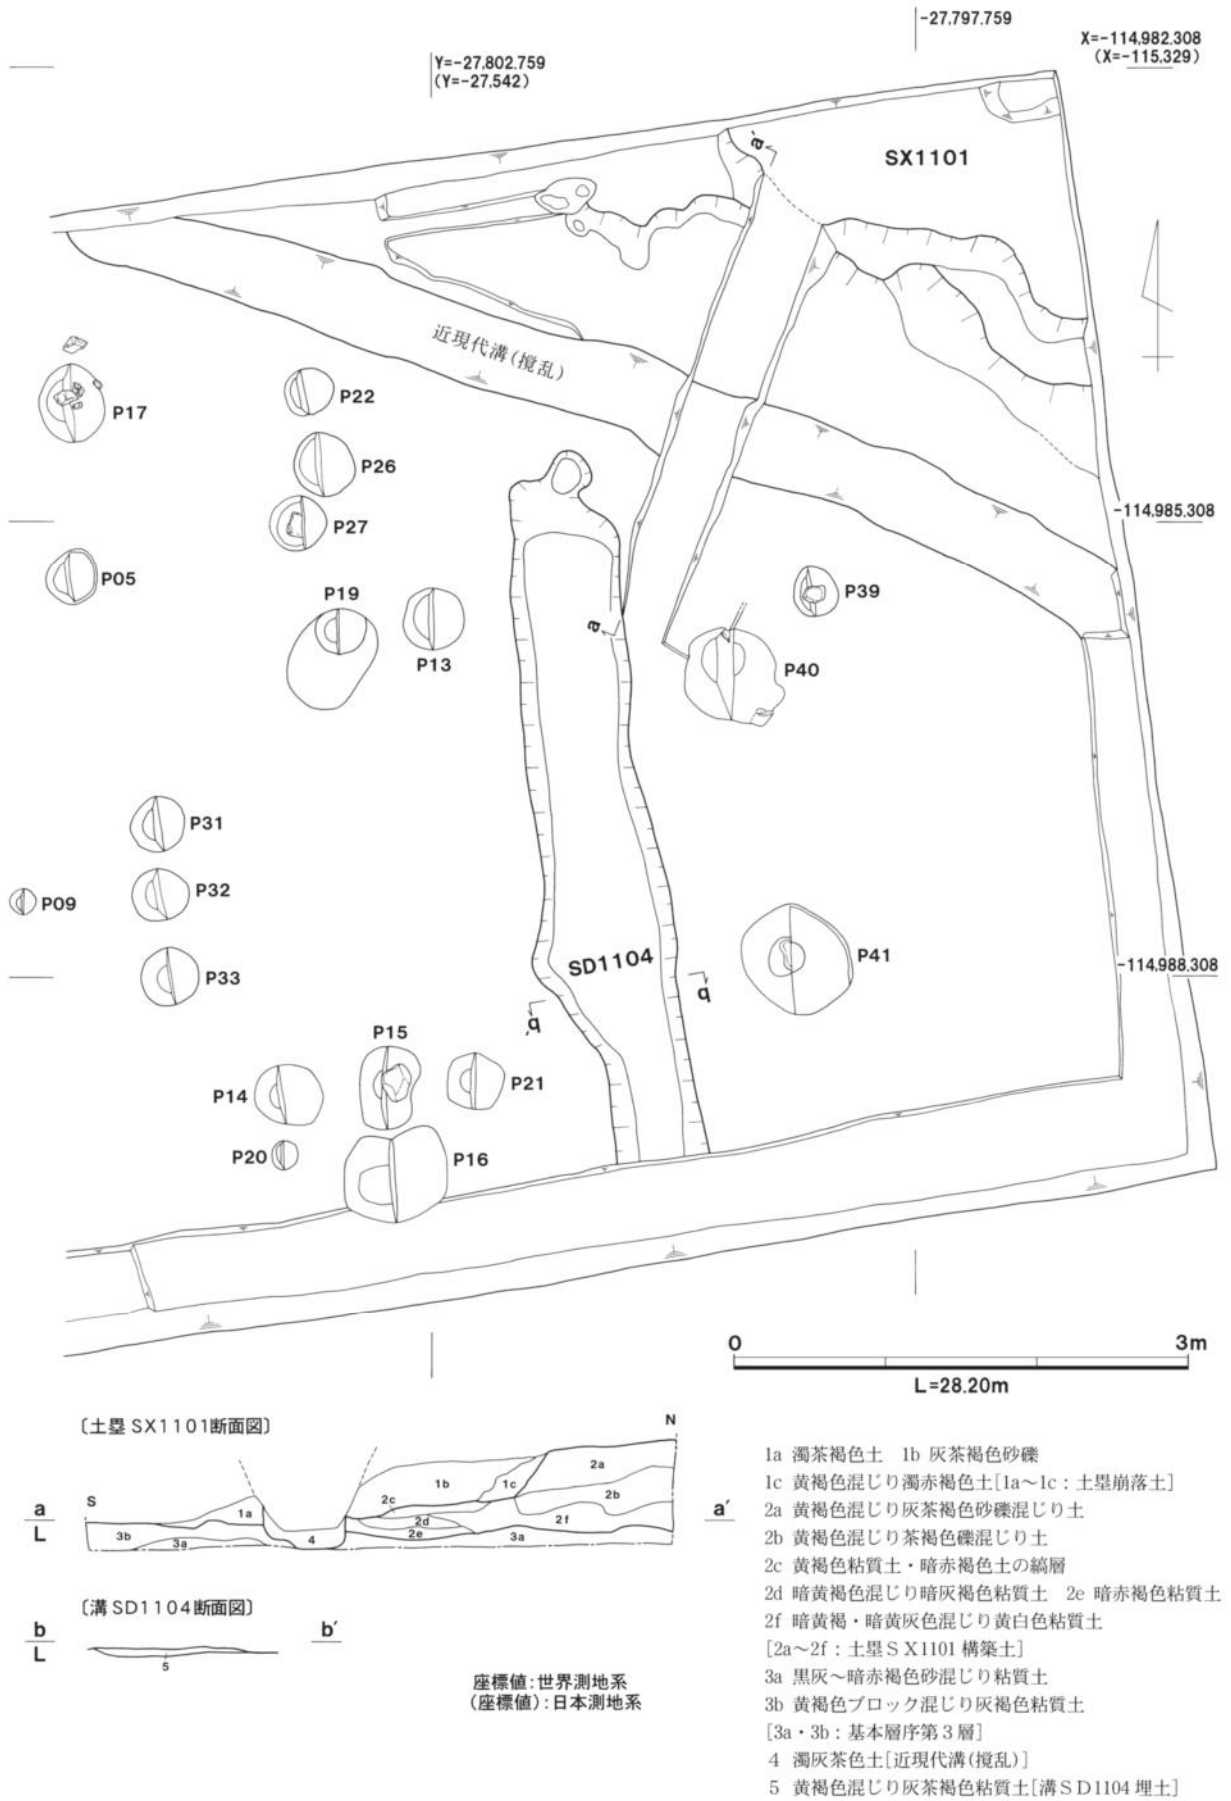 -27,797.759
X=-114,982.308
(X=-115,329)
Y=-27,802.759
(Y=-27,542)
a′
SX1101
近現代溝(撹乱)
P17
P22
P26
P27
-114,985.308
P05
P19
P13
a
P39
P40
P31
P32
P09
P33
SD1104
P41
-114,988.308
b
b′
P15
P14
P21
P20
P16
0 3m
L=28.20m
〔土塁 SX1101断面図〕
N
S
a
L
a′
1a
1b
1c
2a
2b
2c
2d
2e
2f
3b
3a
4
3a
〔溝 SD1104断面図〕
b
L
b′
5
座標値:世界測地系
(座標値):日本測地系
1a 濁茶褐色土 1b 灰茶褐色砂礫
1c 黄褐色混じり濁赤褐色土[1a～1c：土塁崩落土]
2a 黄褐色混じり灰茶褐色砂礫混じり土
2b 黄褐色混じり茶褐色礫混じり土
2c 黄褐色粘質土・暗赤褐色土の縞層
2d 暗黄褐色混じり暗灰褐色粘質土 2e 暗赤褐色粘質土
2f 暗黄褐・暗黄灰色混じり黄白色粘質土
[2a～2f：土塁ＳＸ1101 構築土]
3a 黒灰～暗赤褐色砂混じり粘質土
3b 黄褐色ブロック混じり灰褐色粘質土
[3a・3b：基本層序第３層]
4 濁灰茶色土[近現代溝(撹乱)]
5 黄褐色混じり灰茶褐色粘質土[溝ＳＤ1104 埋土]